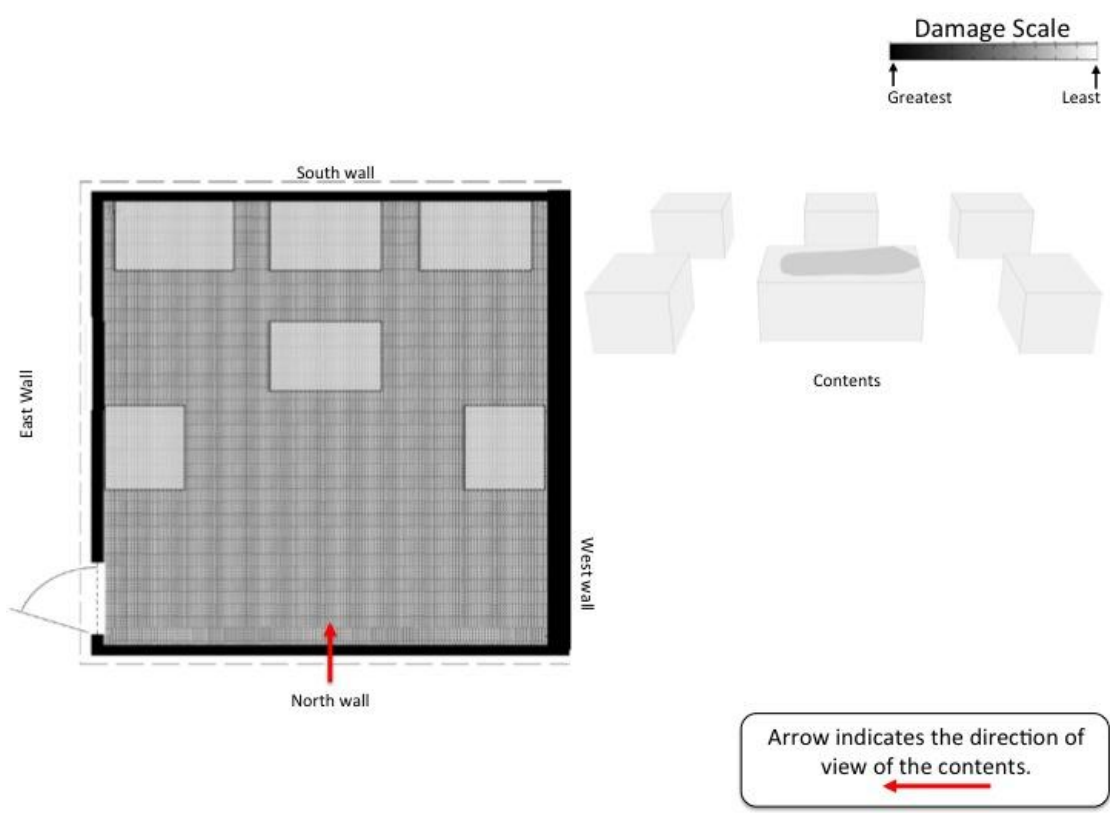 Damage Scale
Greatest
Least
South wall
East Wall
Contents
West wall
North wall
Arrow indicates the direction of
view of the contents.